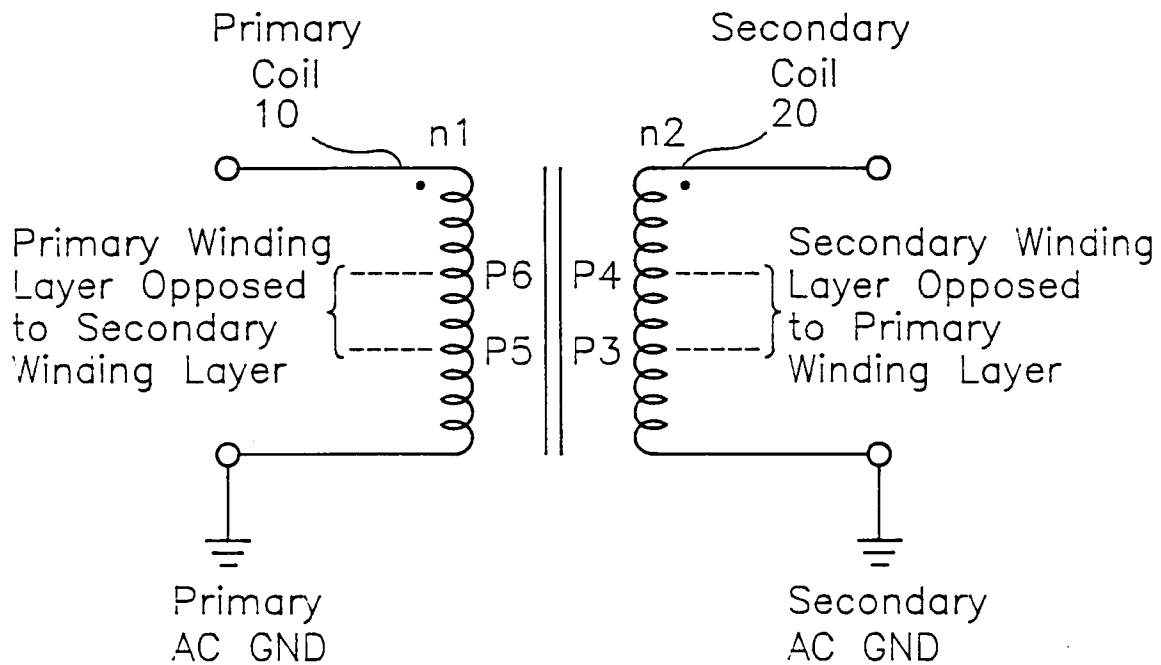 Primary
Coil
10
Secondary
Coil
20
n1
n2
Primary Winding
Layer Opposed
to Secondary
Winding Layer
P6
P5
P4
P3
Secondary Winding
Layer Opposed
to Primary
Winding Layer
Primary
AC GND
Secondary
AC GND